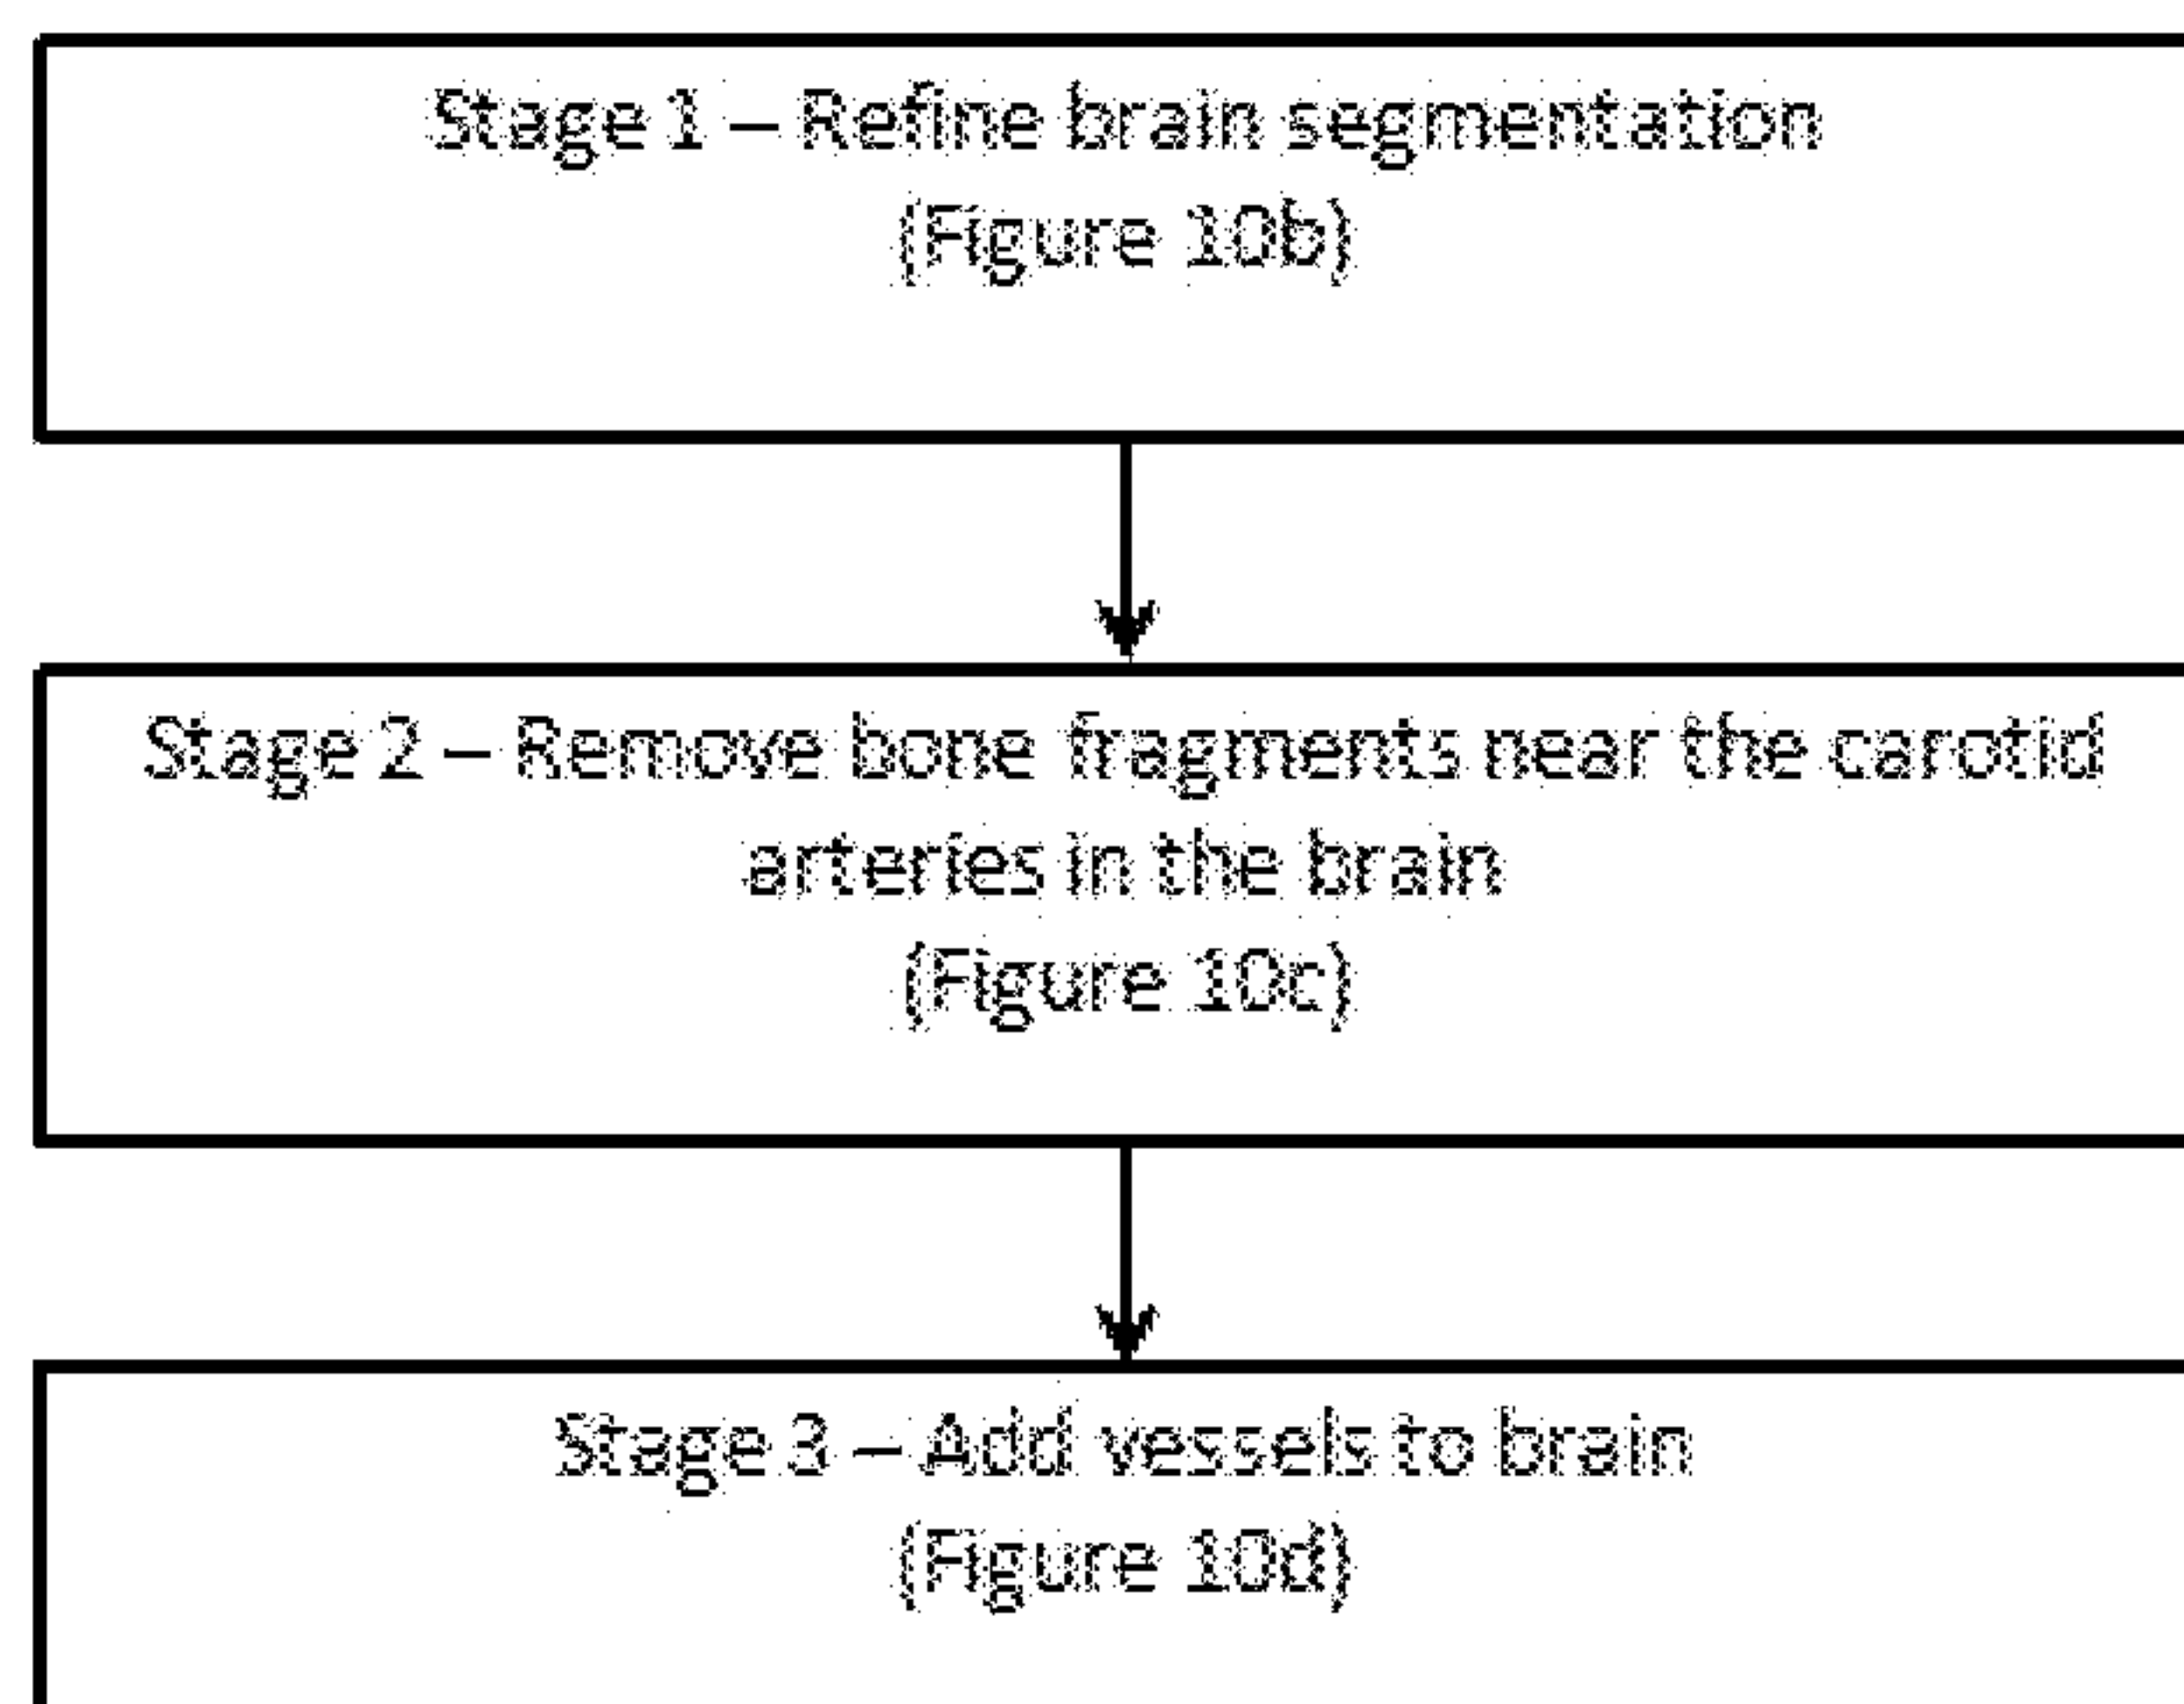 Stage 1 – Refine brain segmentation
(Figure 10b)
Stage 2 – Remove bone fragments near the carotid
arteries in the brain
(Figure 10c)
Stage 3 – Add vessels to brain
(Figure 10d)